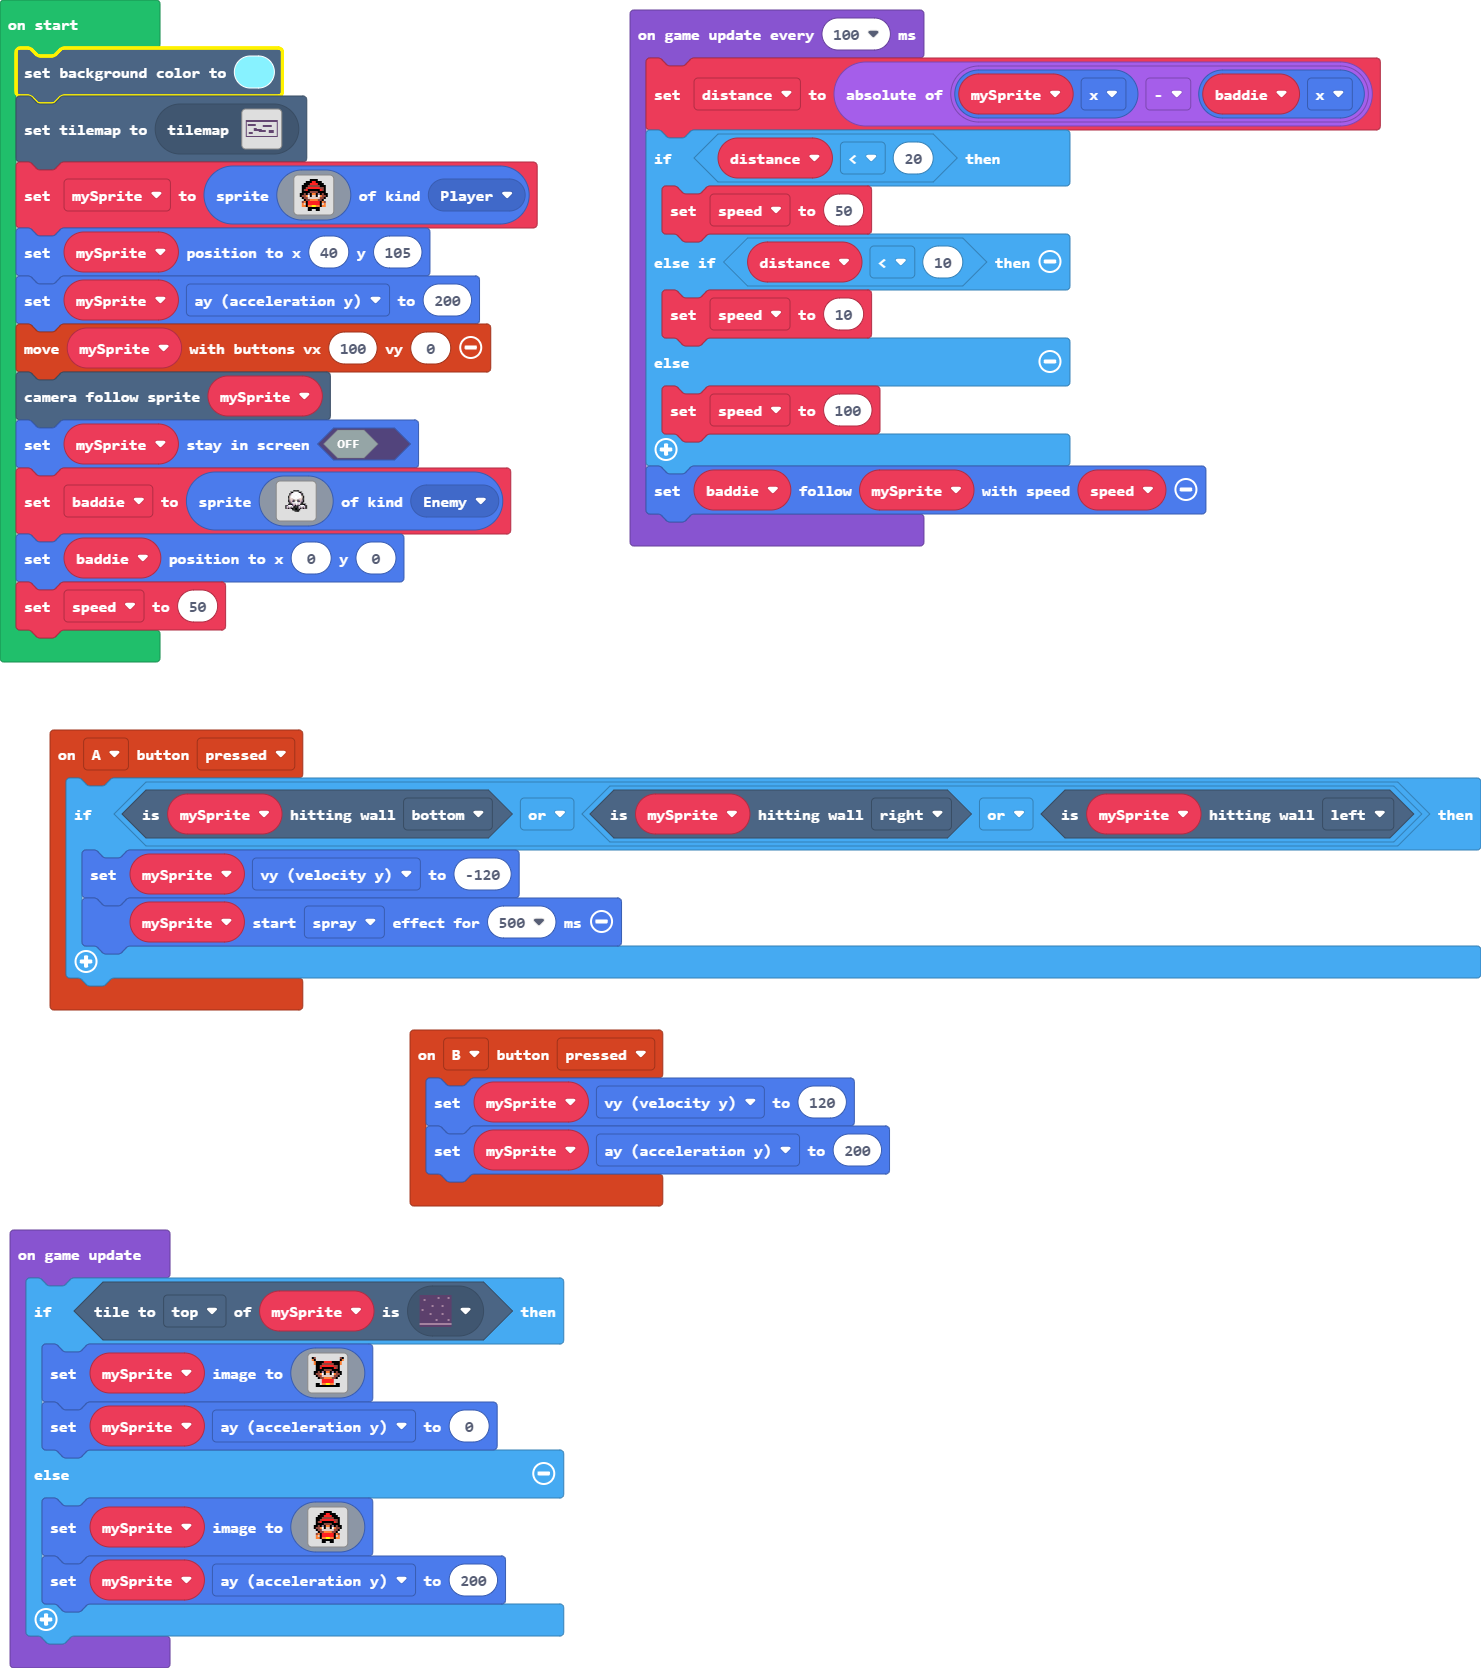 on start
set background color to
set tilemap to tilemap
set mySprite to sprite of kind Player
set mySprite position to x 40 y 105
set mySprite ay (acceleration y) to 200
move mySprite with buttons vx 100 vy 0
camera follow sprite mySprite
set mySprite stay in screen OFF
set baddie to sprite of kind Enemy
set baddie position to x 0 y 0
set speed to 50
on game update every 100 ms
set distance to absolute of mySprite x - baddie x
if distance < 20 then
set speed to 50
else if distance < 10 then
set speed to 10
else
set speed to 100
set baddie follow mySprite with speed speed
on A button pressed
if is mySprite hitting wall bottom or is mySprite hitting wall right or is mySprite hitting wall left then
set mySprite vy (velocity y) to -120
mySprite start spray effect for 500 ms
on B button pressed
set mySprite vy (velocity y) to 120
set mySprite ay (acceleration y) to 200
on game update
if tile to top of mySprite is then
set mySprite image to
set mySprite ay (acceleration y) to 0
else
set mySprite image to
set mySprite ay (acceleration y) to 200